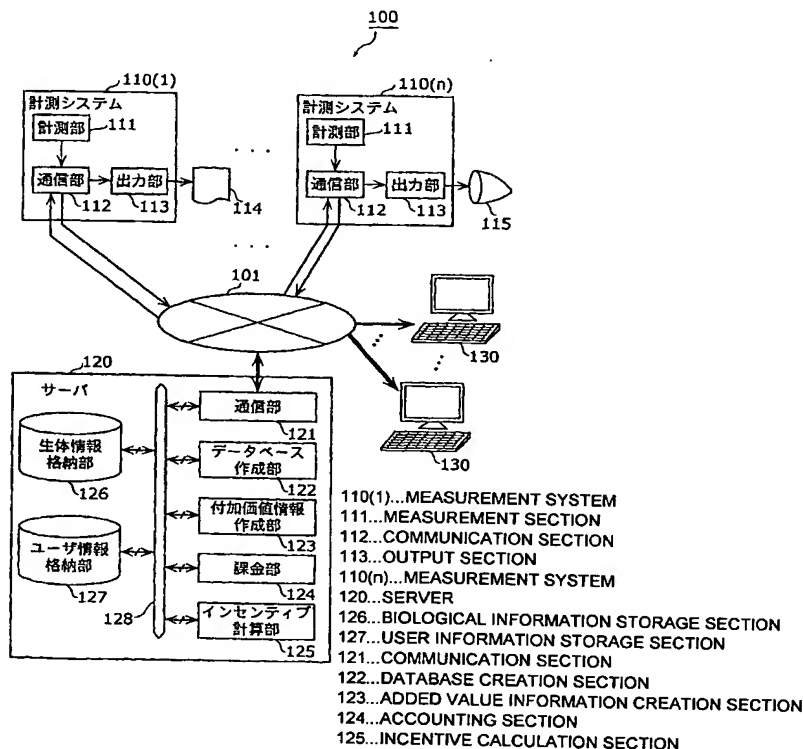 100
110(1)
計測システム
計測部
111
通信部
112
出力部
113
114
. . .
. . .
110(n)
計測システム
計測部
111
通信部
112
出力部
113
115
101
130
130
120
サーバ
生体情報
格納部
126
ユーザ情報
格納部
127
128
通信部
121
データベース
作成部
122
付加価値情報
作成部
123
課金部
124
インセンティブ
計算部
125
110(1)...MEASUREMENT SYSTEM
111...MEASUREMENT SECTION
112...COMMUNICATION SECTION
113...OUTPUT SECTION
110(n)...MEASUREMENT SYSTEM
120...SERVER
126...BIOLOGICAL INFORMATION STORAGE SECTION
127...USER INFORMATION STORAGE SECTION
121...COMMUNICATION SECTION
122...DATABASE CREATION SECTION
123...ADDED VALUE INFORMATION CREATION SECTION
124...ACCOUNTING SECTION
125...INCENTIVE CALCULATION SECTION